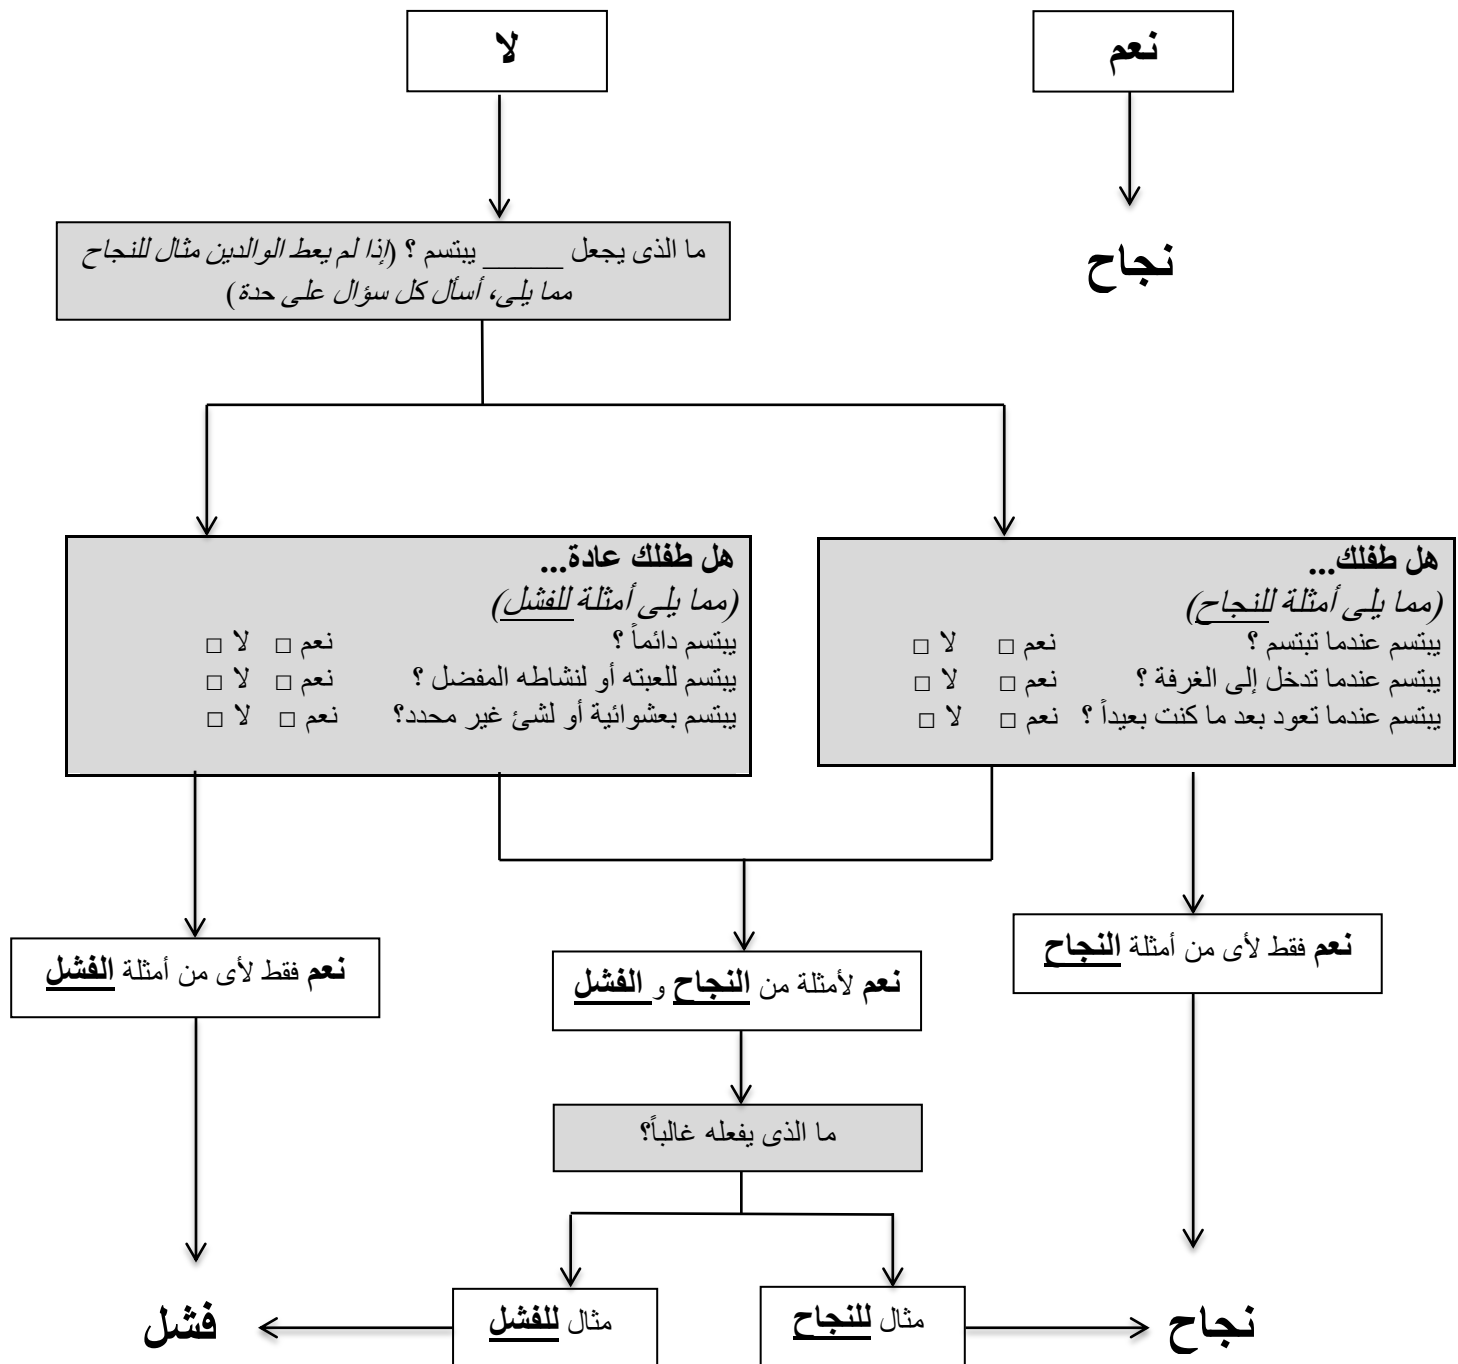 نعم
لا
نجاح
ما الذى يجعل ______ يبتسم ؟ (إذا لم يعط الوالدين مثال للنجاح
مما يلى، أسأل كل سؤال على حدة)
هل طفلك...
(مما يلى أمثلة للنجاح)
يبتسم عندما تبتسم ؟ نعم □ لا □
يبتسم عندما تدخل إلى الغرفة ؟ نعم □ لا □
يبتسم عندما تعود بعد ما كنت بعيداً ؟ نعم □ لا □
هل طفلك عادة...
(مما يلى أمثلة للفشل)
يبتسم دائماً ؟ نعم □ لا □
يبتسم للعبته أو لنشاطه المفضل ؟ نعم □ لا □
يبتسم بعشوائية أو لشئ غير محدد؟ نعم □ لا □
نعم فقط لأى من أمثلة النجاح
نعم لأمثلة من النجاح و الفشل
نعم فقط لأى من أمثلة الفشل
ما الذى يفعله غالباً؟
نجاح
مثال للنجاح
مثال للفشل
فشل